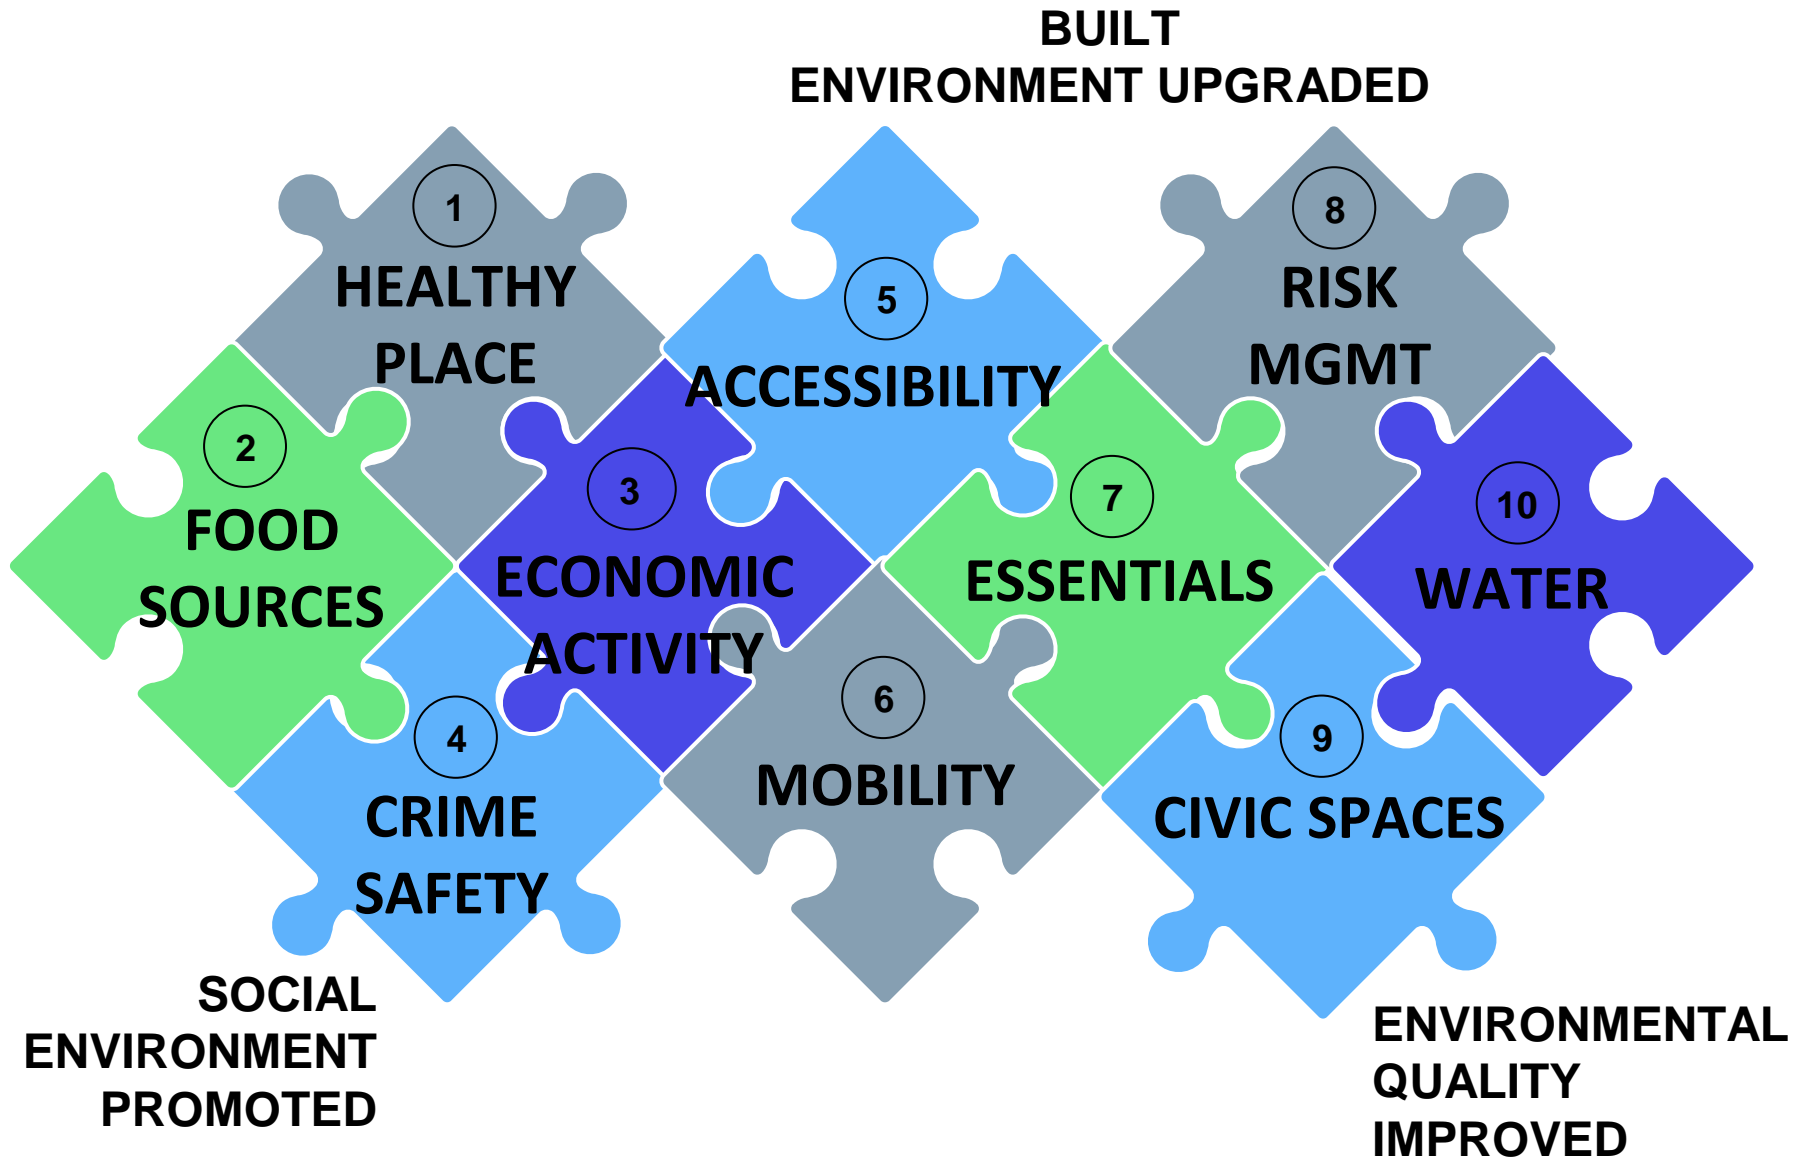 BUILT
ENVIRONMENT UPGRADED
1
HEALTHY
PLACE
2
FOOD
SOURCES
3
ECONOMIC
ACTIVITY
4
CRIME
SAFETY
5
ACCESSIBILITY
6
MOBILITY
7
ESSENTIALS
8
RISK
MGMT
9
CIVIC SPACES
10
WATER
SOCIAL
ENVIRONMENT
PROMOTED
ENVIRONMENTAL
QUALITY
IMPROVED